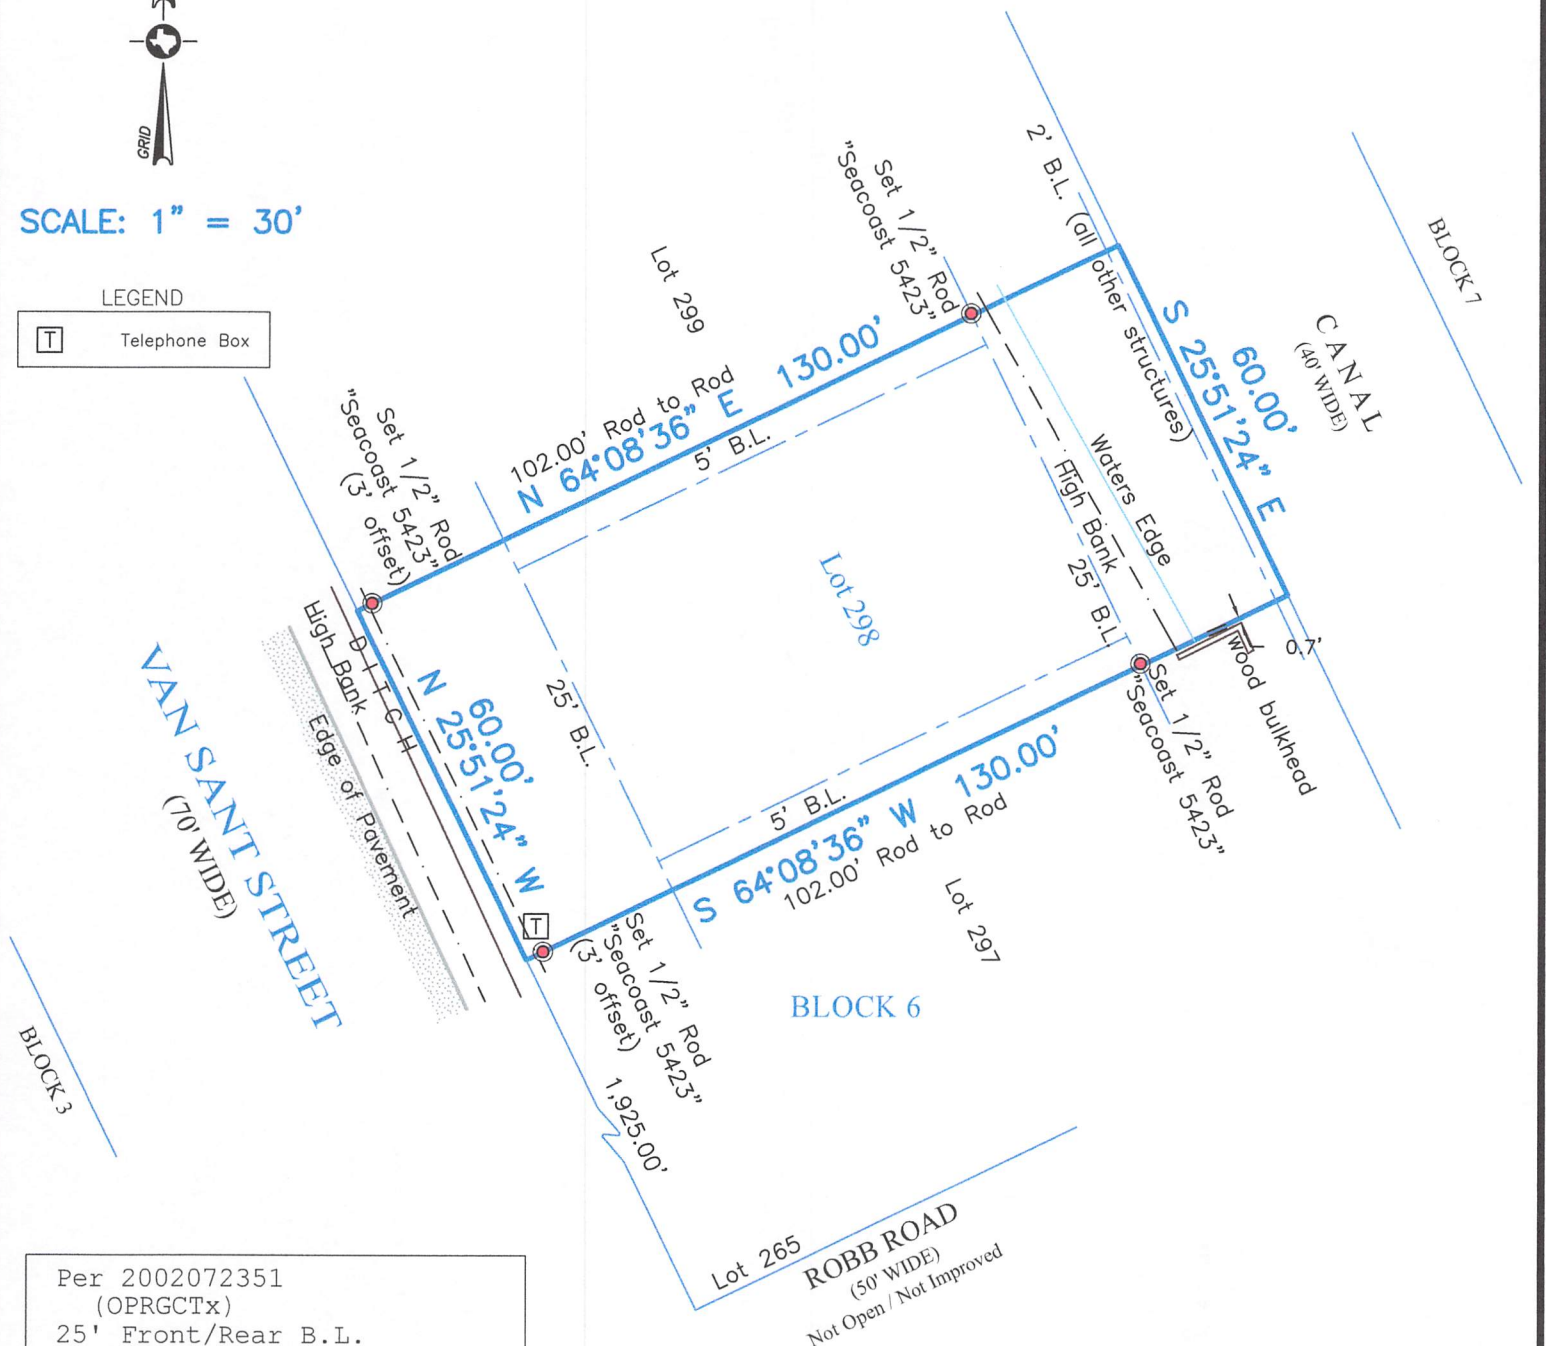 GRID
SCALE: 1" = 30'
LEGEND
T Telephone Box
2' B.L. (all other structures)
BLOCK 7
Set 1/2" Rod
"Seacoast 5423"
Lot 299
CANAL
(40' WIDE)
60.00'
S 25°51'24" E
102.00' Rod to Rod
N 64°08'36" E 130.00'
5' B.L.
Set 1/2" Rod
"Seacoast 5423"
(3' offset)
Waters Edge
High Bank
25' B.L.
Lot 298
0.7'
wood bulkhead
Set 1/2" Rod
"Seacoast 5423"
DITCH
High Bank
Edge of Pavement
60.00'
N 25°51'24" W
25' B.L.
VAN SANT STREET
(70' WIDE)
5' B.L.
S 64°08'36" W 130.00'
102.00' Rod to Rod
T
Set 1/2" Rod
"Seacoast 5423"
(3' offset)
Lot 297
BLOCK 6
BLOCK 3
1,925.00'
Lot 265
ROBB ROAD
(50' WIDE)
Not Open / Not Improved
Per 2002072351
(OPRGCTx)
25' Front/Rear B.L.